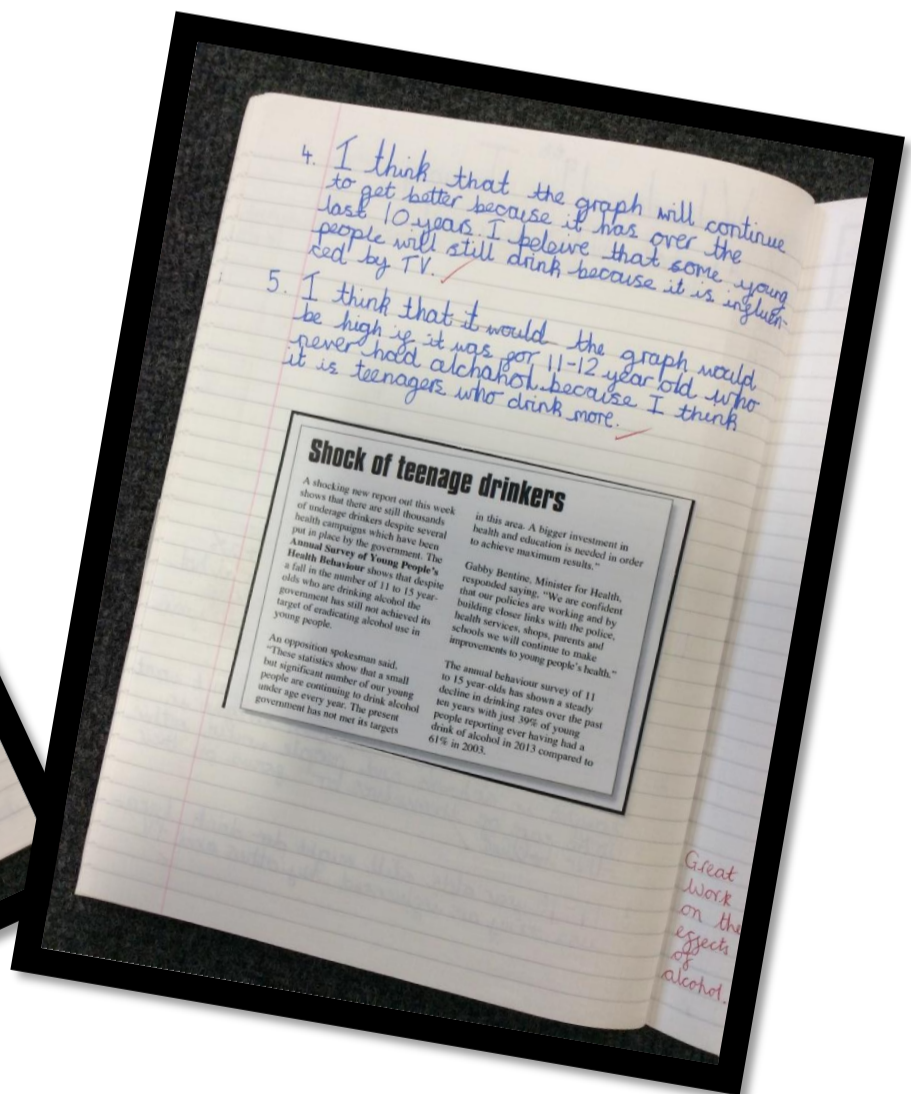 4. I think that the graph will continue
to get better because it has over the
last 10 years. I beleive that some young
people will still drink because it is influen-
ced by TV.
5. I think that it would the graph would
be high if it was for 11-12 year old who
never had alchahol because I think
it is teenagers who drink more.
Shock of teenage drinkers
A shocking new report out this week
shows that there are still thousands
of underage drinkers despite several
health campaigns which have been
put in place by the government. The
Annual Survey of Young People's
Health Behaviour shows that despite
a fall in the number of 11 to 15 year-
olds who are drinking alcohol the
government has still not achieved its
target of eradicating alcohol use in
young people.
An opposition spokesman said,
"These statistics show that a small
but significant number of our young
people are continuing to drink alcohol
under age every year. The present
government has not met its targets
in this area. A bigger investment in
health and education is needed in order
to achieve maximum results."
Gabby Bentine, Minister for Health,
responded saying, "We are confident
that our policies are working and by
building closer links with the police,
health services, shops, parents and
schools we will continue to make
improvements to young people's health."
The annual behaviour survey of 11
to 15 year-olds has shown a steady
decline in drinking rates over the past
ten years with just 39% of young
people reporting ever having had a
drink of alcohol in 2013 compared to
61% in 2003.
Great
work
on the
effects
of
alcohol.